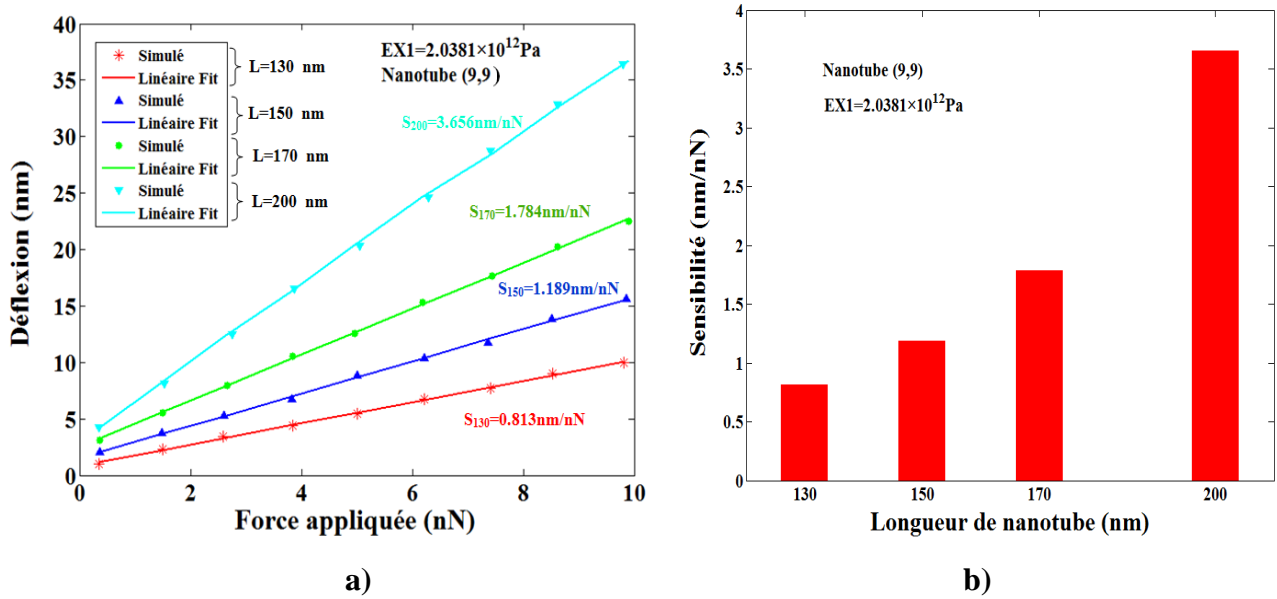 40
35
30
25
20
15
10
5
0
0 2 4 6 8 10
Déflexion (nm)
Force appliquée (nN)
Simulé
Linéaire Fit
L=130 nm
Simulé
Linéaire Fit
L=150 nm
Simulé
Linéaire Fit
L=170 nm
Simulé
Linéaire Fit
L=200 nm
EX1=2.0381×10¹²Pa
Nanotube (9,9)
S₂₀₀=3.656nm/nN
S₁₇₀=1.784nm/nN
S₁₅₀=1.189nm/nN
S₁₃₀=0.813nm/nN
a)
4
3.5
3
2.5
2
1.5
1
0.5
0
130 150 170 200
Sensibilité (nm/nN)
Longueur de nanotube (nm)
Nanotube (9,9)
EX1=2.0381×10¹²Pa
b)